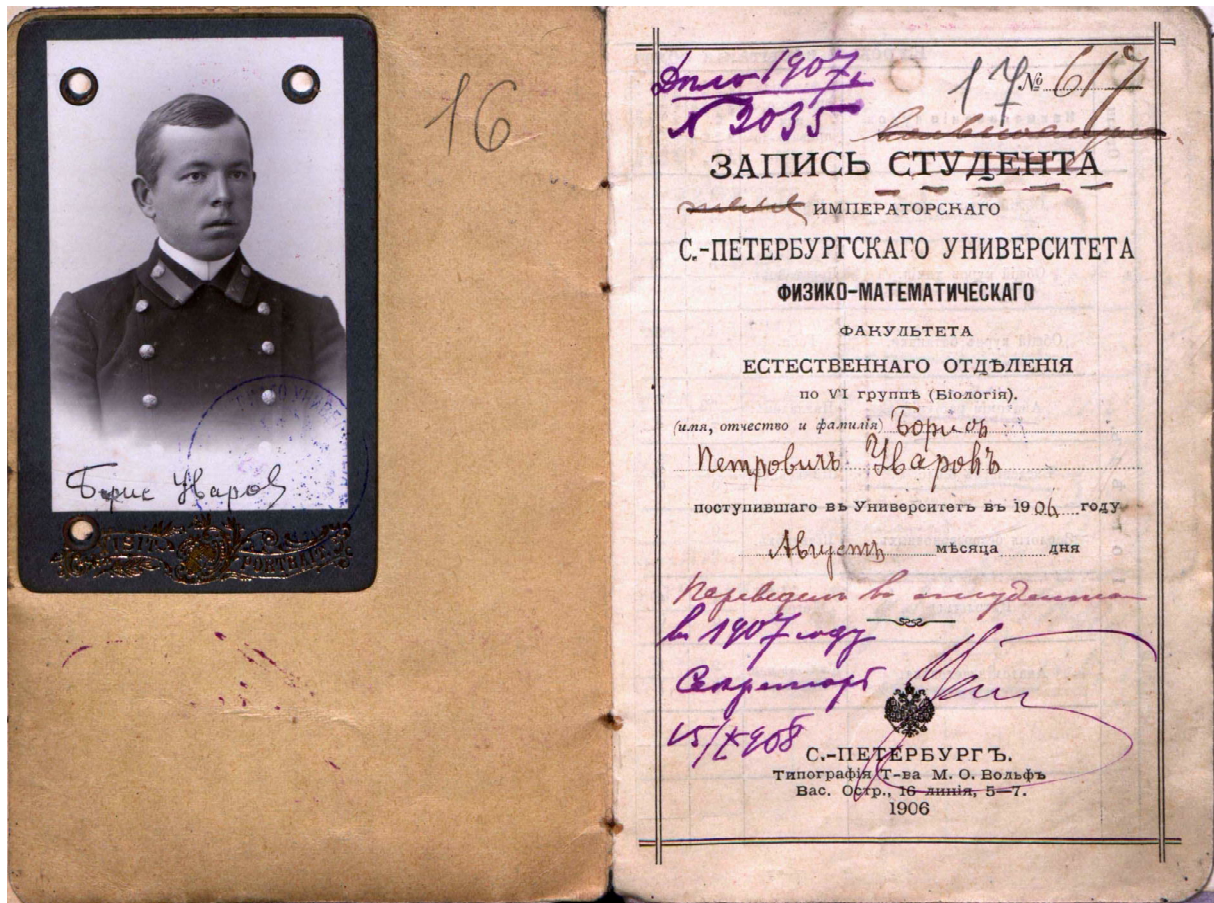 Борис Уваров
VISIT
PORTRAIT
16
Дѣло 1907 г.
N 2035
17 № 617
ЗАПИСЬ СТУДЕНТА
ИМПЕРАТОРСКАГО
С.-ПЕТЕРБУРГСКАГО УНИВЕРСИТЕТА
ФИЗИКО-МАТЕМАТИЧЕСКАГО
ФАКУЛЬТЕТА
ЕСТЕСТВЕННАГО ОТДѢЛЕНІЯ
по VI группѣ (Біологія).
(имя, отчество и фамилія) Борисъ
Петровичъ Уваровъ
поступившаго въ Университетъ въ 1906 году
Августъ мѣсяца дня
Переведенъ въ студенты
въ 1907 году
Секретарь
15/X 908
С.-ПЕТЕРБУРГЪ.
Типографія Т-ва М. О. Вольфъ
Вас. Остр., 16 линія, 5—7.
1906